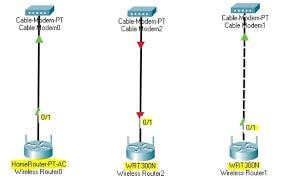 Cable-Modem-PT
Cable Modem0
Cable-Modem-PT
Cable Modem2
Cable-Modem-PT
Cable Modem1
0/1
0/1
0/1
HomeRouter-PT-AC
Wireless Router0
WRT300N
Wireless Router2
WRT300N
Wireless Router1